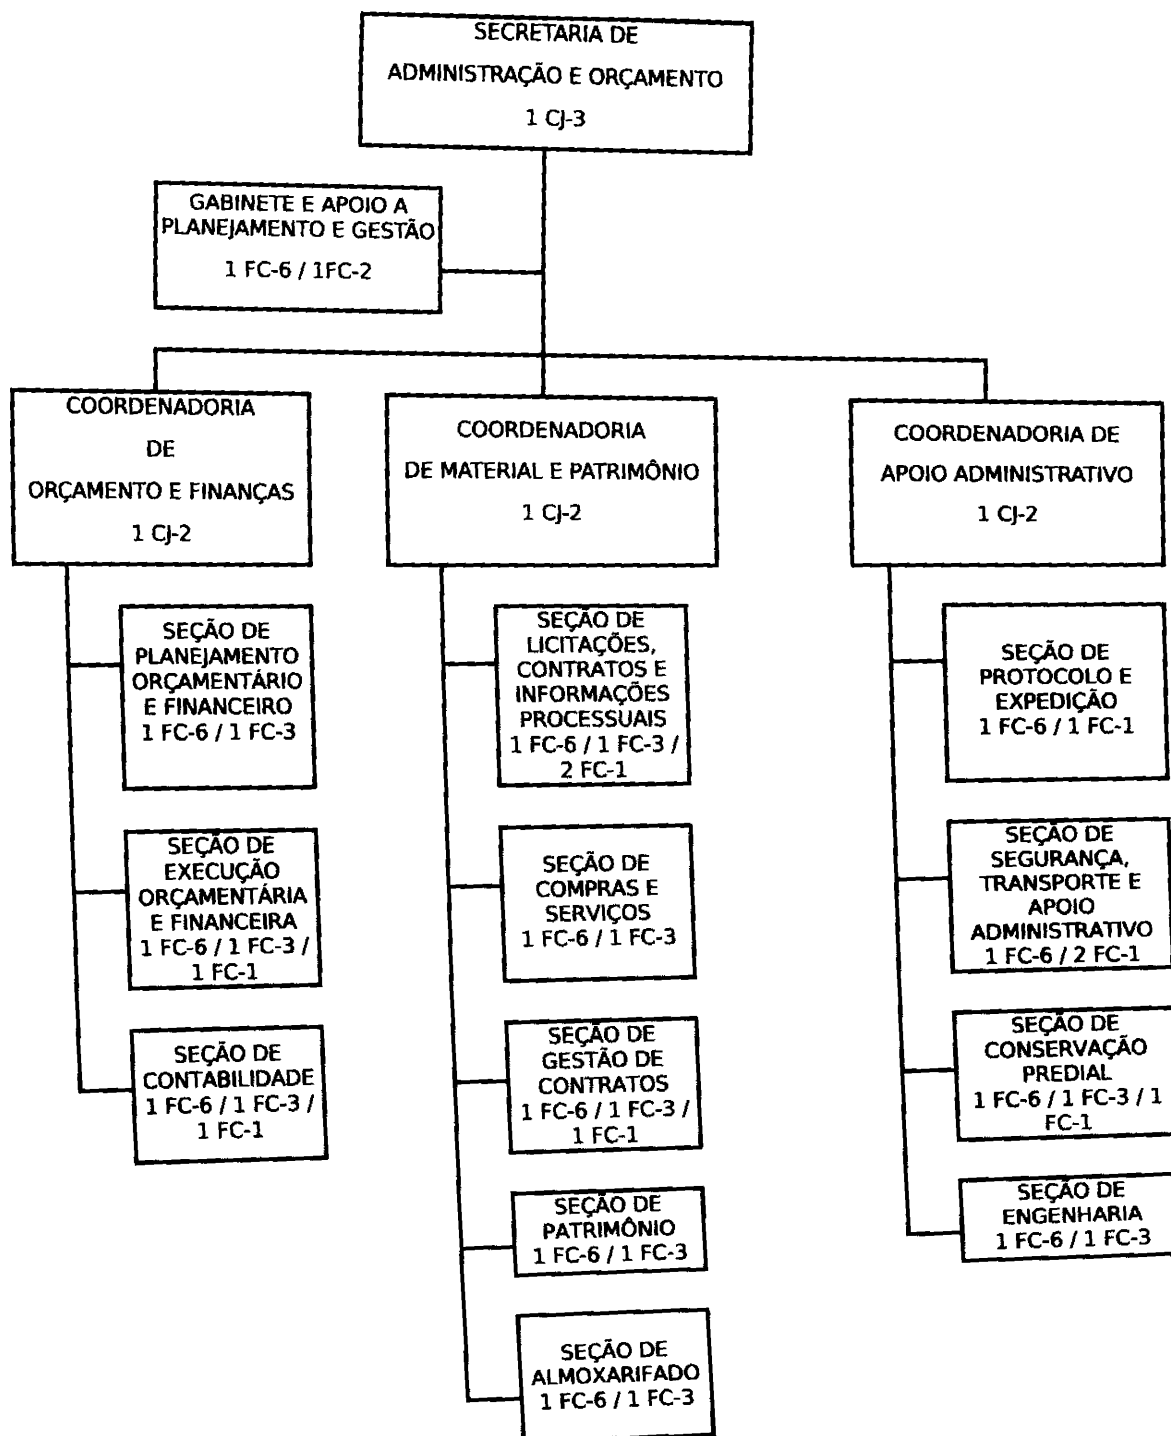 SECRETARIA DE
ADMINISTRAÇÃO E ORÇAMENTO
1 CJ-3
GABINETE E APOIO A
PLANEJAMENTO E GESTÃO
1 FC-6 / 1FC-2
COORDENADORIA
DE
ORÇAMENTO E FINANÇAS
1 CJ-2
SEÇÃO DE
PLANEJAMENTO
ORÇAMENTÁRIO
E FINANCEIRO
1 FC-6 / 1 FC-3
SEÇÃO DE
EXECUÇÃO
ORÇAMENTÁRIA
E FINANCEIRA
1 FC-6 / 1 FC-3 /
1 FC-1
SEÇÃO DE
CONTABILIDADE
1 FC-6 / 1 FC-3 /
1 FC-1
COORDENADORIA
DE MATERIAL E PATRIMÔNIO
1 CJ-2
SEÇÃO DE
LICITAÇÕES,
CONTRATOS E
INFORMAÇÕES
PROCESSUAIS
1 FC-6 / 1 FC-3 /
2 FC-1
SEÇÃO DE
COMPRAS E
SERVIÇOS
1 FC-6 / 1 FC-3
SEÇÃO DE
GESTÃO DE
CONTRATOS
1 FC-6 / 1 FC-3 /
1 FC-1
SEÇÃO DE
PATRIMÔNIO
1 FC-6 / 1 FC-3
SEÇÃO DE
ALMOXARIFADO
1 FC-6 / 1 FC-3
COORDENADORIA DE
APOIO ADMINISTRATIVO
1 CJ-2
SEÇÃO DE
PROTOCOLO E
EXPEDIÇÃO
1 FC-6 / 1 FC-1
SEÇÃO DE
SEGURANÇA,
TRANSPORTE E
APOIO
ADMINISTRATIVO
1 FC-6 / 2 FC-1
SEÇÃO DE
CONSERVAÇÃO
PREDIAL
1 FC-6 / 1 FC-3 / 1
FC-1
SEÇÃO DE
ENGENHARIA
1 FC-6 / 1 FC-3